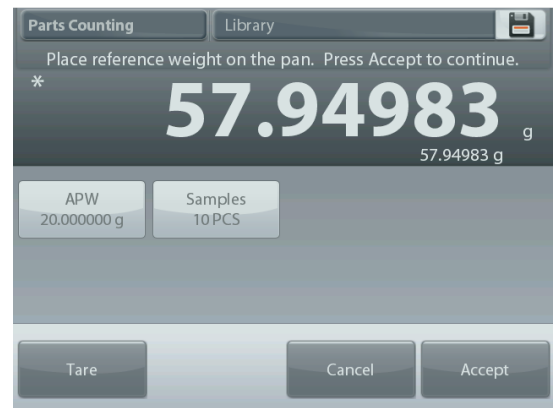 Parts Counting
Library
Place reference weight on the pan. Press Accept to continue.
*
57.94983 g
57.94983 g
APW
20.000000 g
Samples
10 PCS
Tare
Cancel
Accept